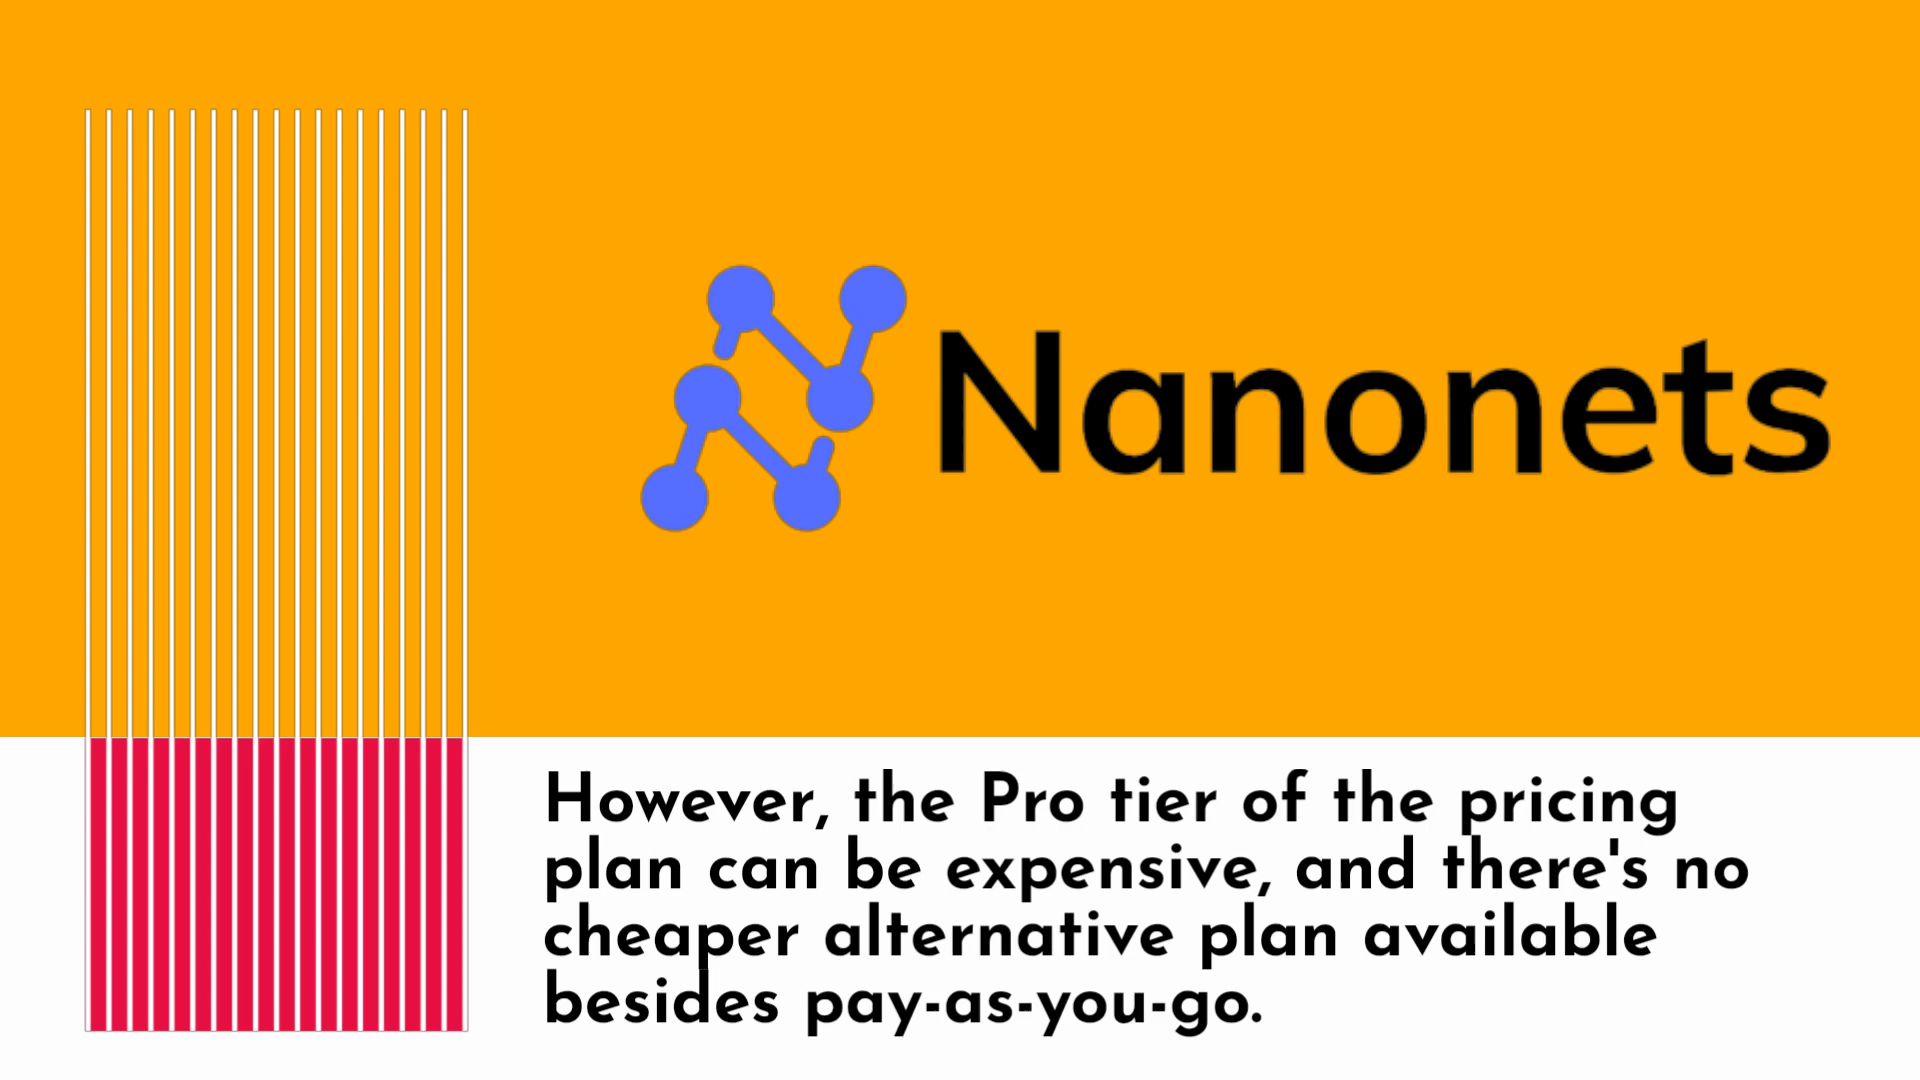 Nanonets
However, the Pro tier of the pricing
plan can be expensive, and there's no
cheaper alternative plan available
besides pay-as-you-go.